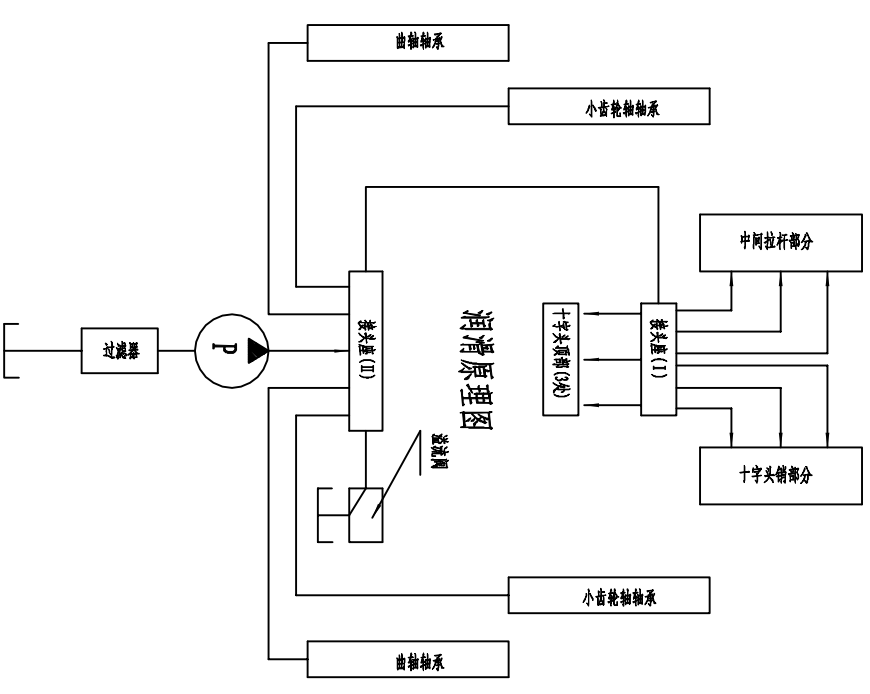 曲轴轴承
小齿轮轴轴承
中间拉杆部分
润滑原理图
十字头顶部(3处)
接头座(I)
接头座(II)
过滤器
P
溢流阀
十字头销部分
小齿轮轴轴承
曲轴轴承